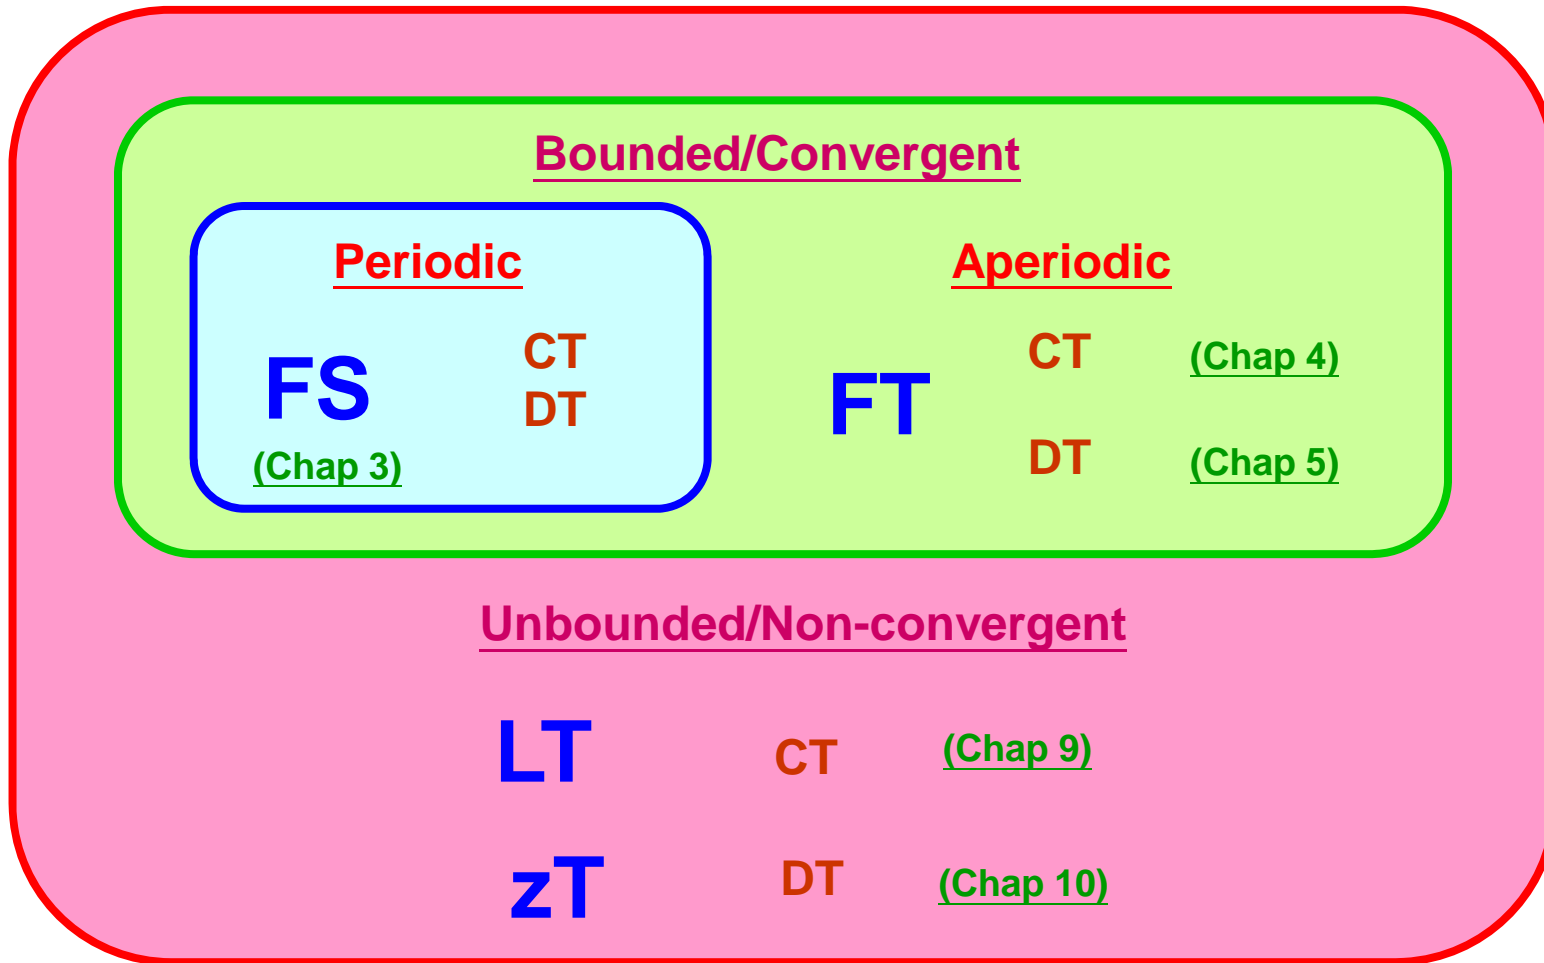 Bounded/Convergent
Periodic
FS
CT
DT
(Chap 3)
Aperiodic
FT
CT (Chap 4)
DT (Chap 5)
Unbounded/Non-convergent
LT CT (Chap 9)
zT DT (Chap 10)